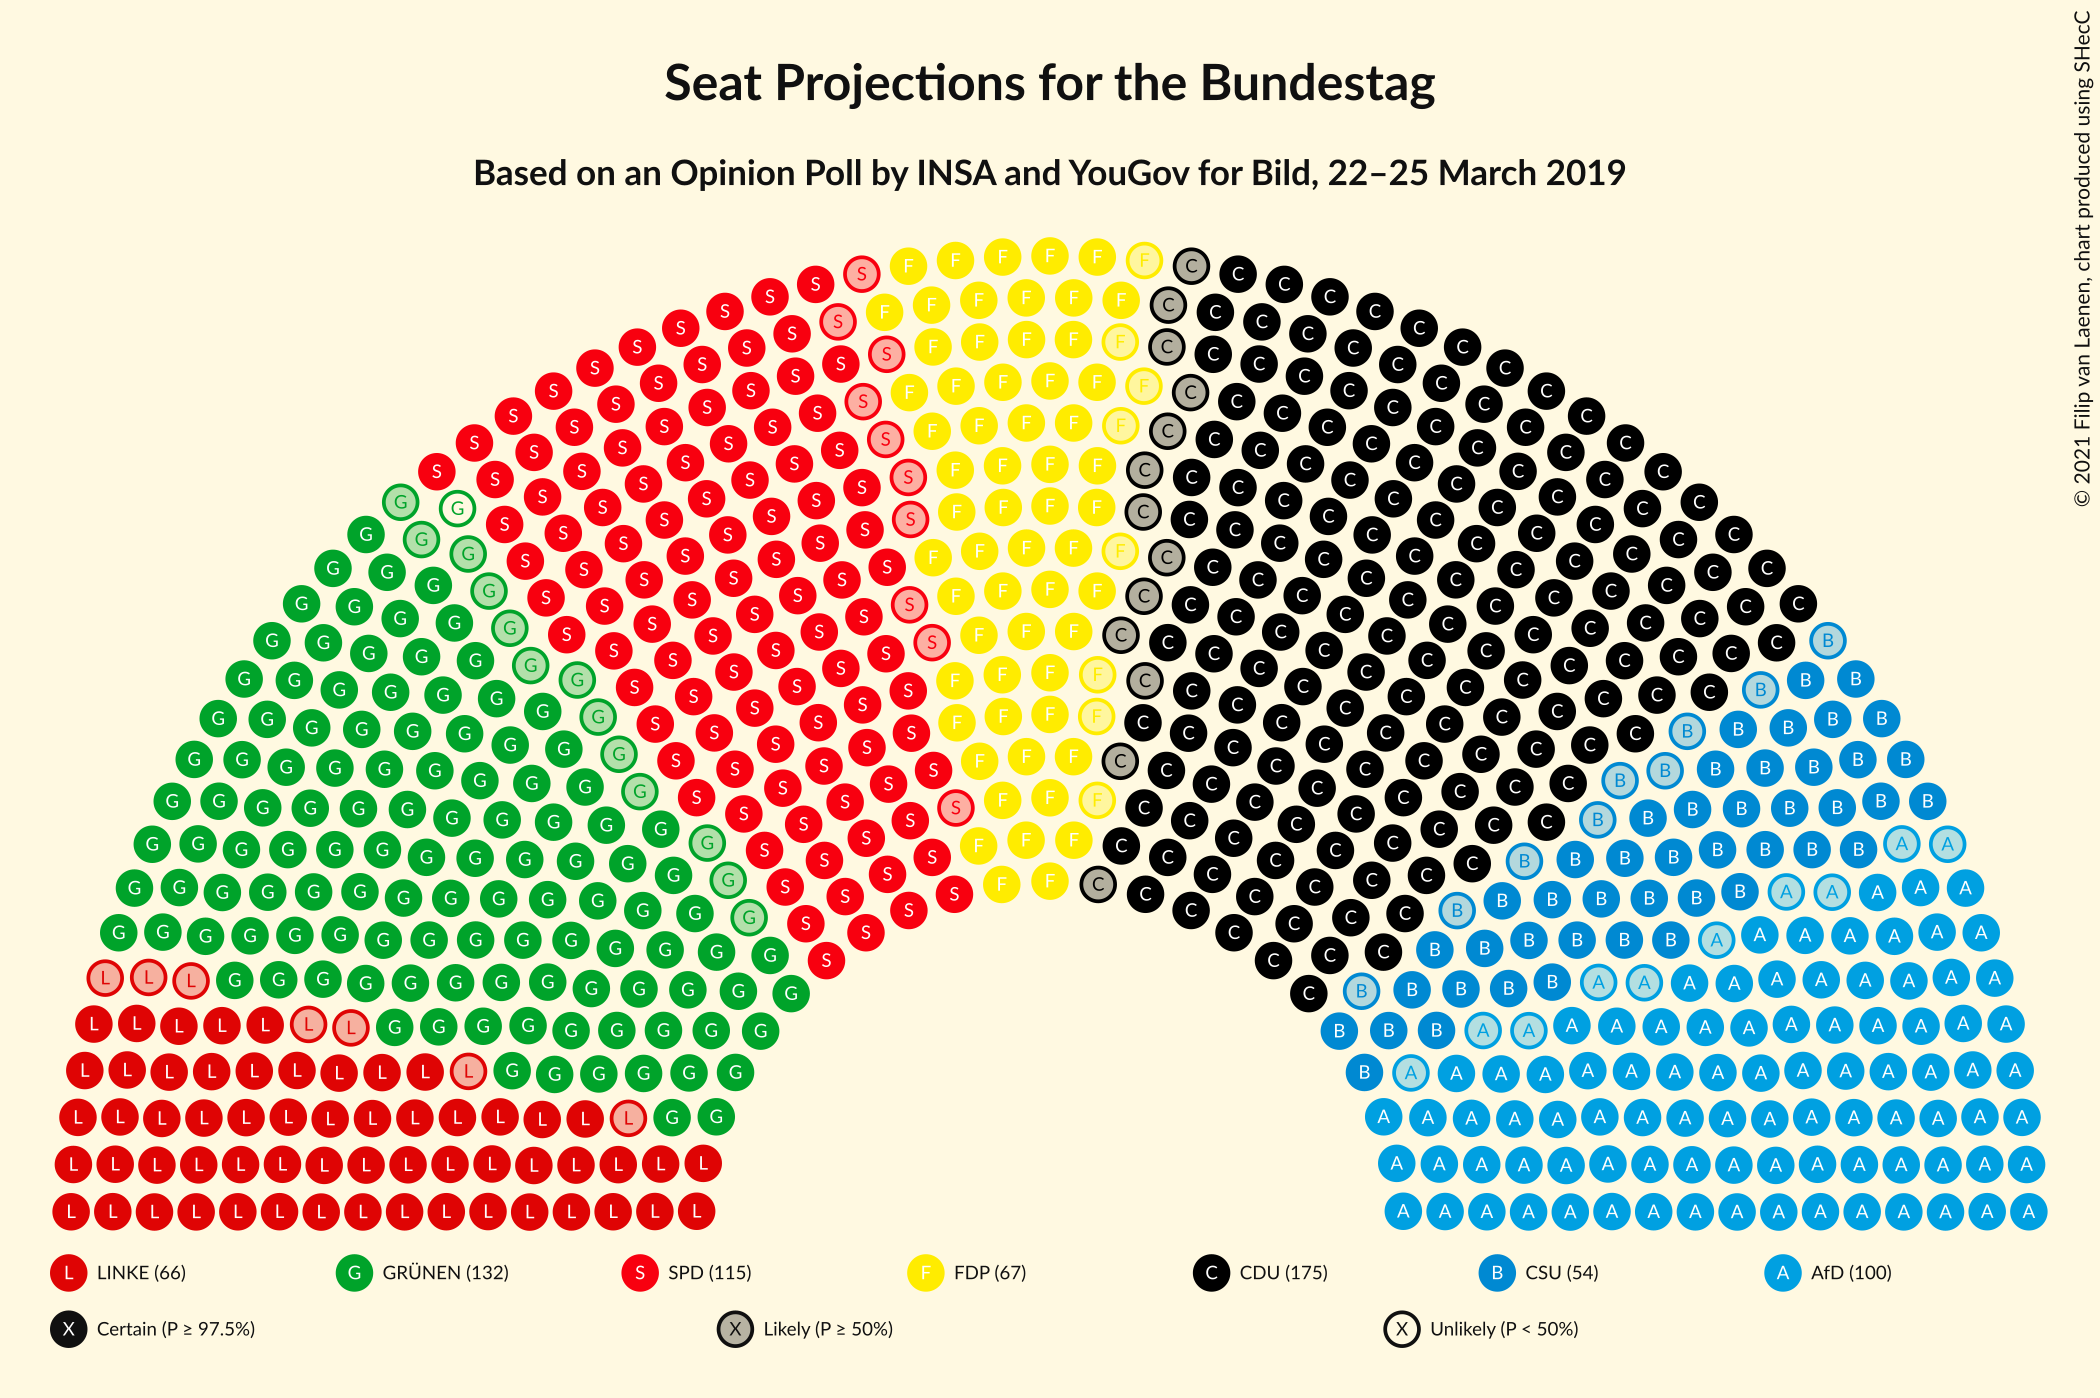 Seat Projections for the Bundestag
Based on an Opinion Poll by INSA and YouGov for Bild, 22–25 March 2019
© 2021 Filip van Laenen, chart produced using SHecC
L LINKE (66) G GRÜNEN (132) S SPD (115) F FDP (67) C CDU (175) B CSU (54) A AfD (100)
X Certain (P ≥ 97.5%) X Likely (P ≥ 50%) X Unlikely (P < 50%)